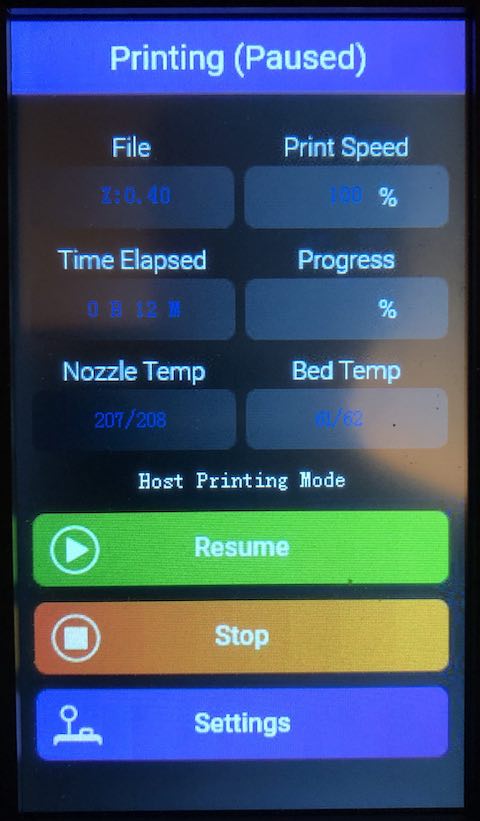 Printing (Paused)
File
Print Speed
Z:0.40
100 %
Time Elapsed
Progress
0 H 12 M
%
Nozzle Temp
Bed Temp
207/208
61/62
Host Printing Mode
Resume
Stop
Settings